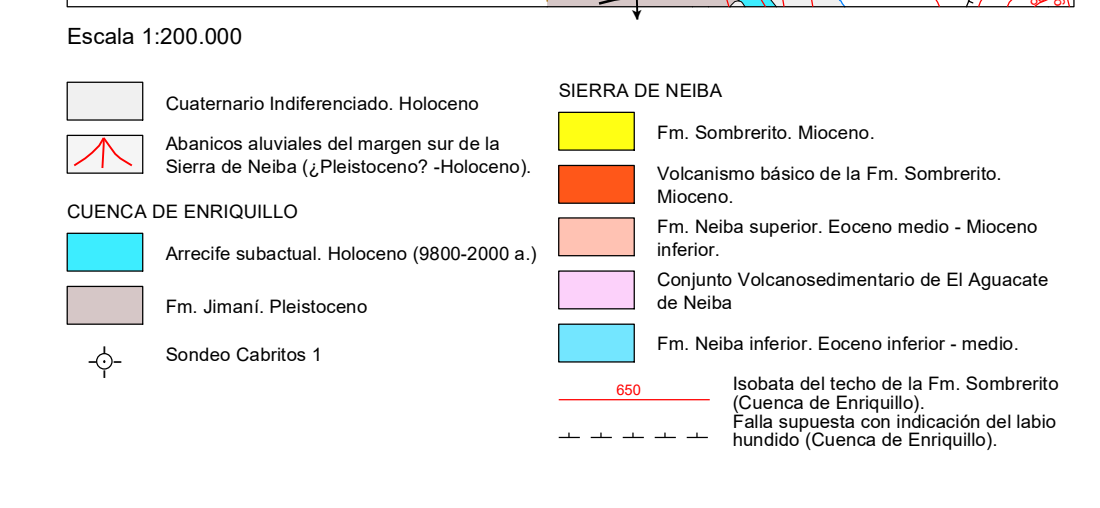 Escala 1:200.000
Cuaternario Indiferenciado. Holoceno
Abanicos aluviales del margen sur de la
Sierra de Neiba (¿Pleistoceno? -Holoceno).
CUENCA DE ENRIQUILLO
Arrecife subactual. Holoceno (9800-2000 a.)
Fm. Jimaní. Pleistoceno
Sondeo Cabritos 1
SIERRA DE NEIBA
Fm. Sombrerito. Mioceno.
Volcanismo básico de la Fm. Sombrerito.
Mioceno.
Fm. Neiba superior. Eoceno medio - Mioceno
inferior.
Conjunto Volcanosedimentario de El Aguacate
de Neiba
Fm. Neiba inferior. Eoceno inferior - medio.
650
Isobata del techo de la Fm. Sombrerito
(Cuenca de Enriquillo).
Falla supuesta con indicación del labio
hundido (Cuenca de Enriquillo).